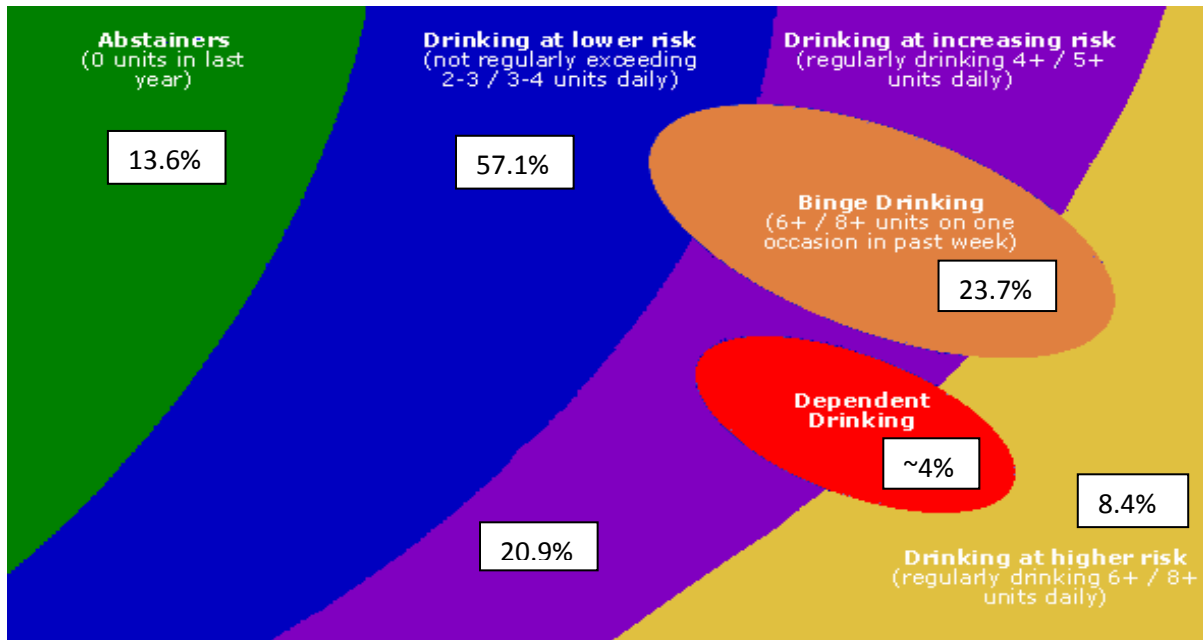 Abstainers
(0 units in last
year)
13.6%
Drinking at lower risk
(not regularly exceeding
2-3 / 3-4 units daily)
57.1%
Drinking at increasing risk
(regularly drinking 4+ / 5+
units daily)
20.9%
Binge Drinking
(6+ / 8+ units on one
occasion in past week)
23.7%
Dependent
Drinking
~4%
8.4%
Drinking at higher risk
(regularly drinking 6+ / 8+
units daily)